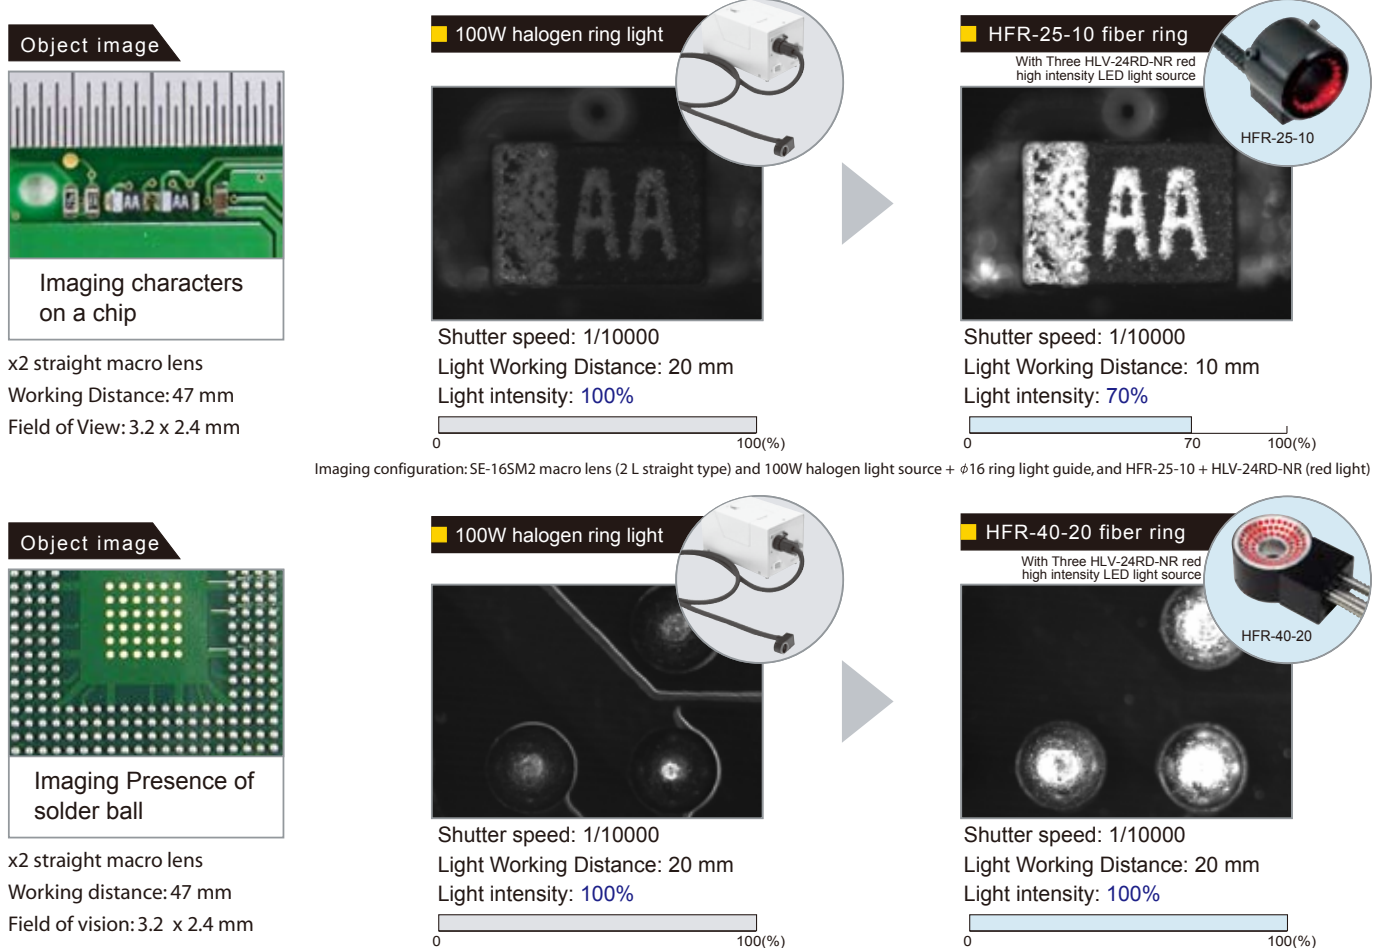 Object image
Imaging characters
on a chip
x2 straight macro lens
Working Distance: 47 mm
Field of View: 3.2 x 2.4 mm
100W halogen ring light
AA
Shutter speed: 1/10000
Light Working Distance: 20 mm
Light intensity: 100%
0 100(%)
HFR-25-10 fiber ring
With Three HLV-24RD-NR red
high intensity LED light source
HFR-25-10
AA
Shutter speed: 1/10000
Light Working Distance: 10 mm
Light intensity: 70%
0 70 100(%)
Imaging configuration: SE-16SM2 macro lens (2 L straight type) and 100W halogen light source + ϕ16 ring light guide, and HFR-25-10 + HLV-24RD-NR (red light)
Object image
Imaging Presence of
solder ball
x2 straight macro lens
Working distance: 47 mm
Field of vision: 3.2 x 2.4 mm
100W halogen ring light
Shutter speed: 1/10000
Light Working Distance: 20 mm
Light intensity: 100%
0 100(%)
HFR-40-20 fiber ring
With Three HLV-24RD-NR red
high intensity LED light source
HFR-40-20
Shutter speed: 1/10000
Light Working Distance: 20 mm
Light intensity: 100%
0 100(%)